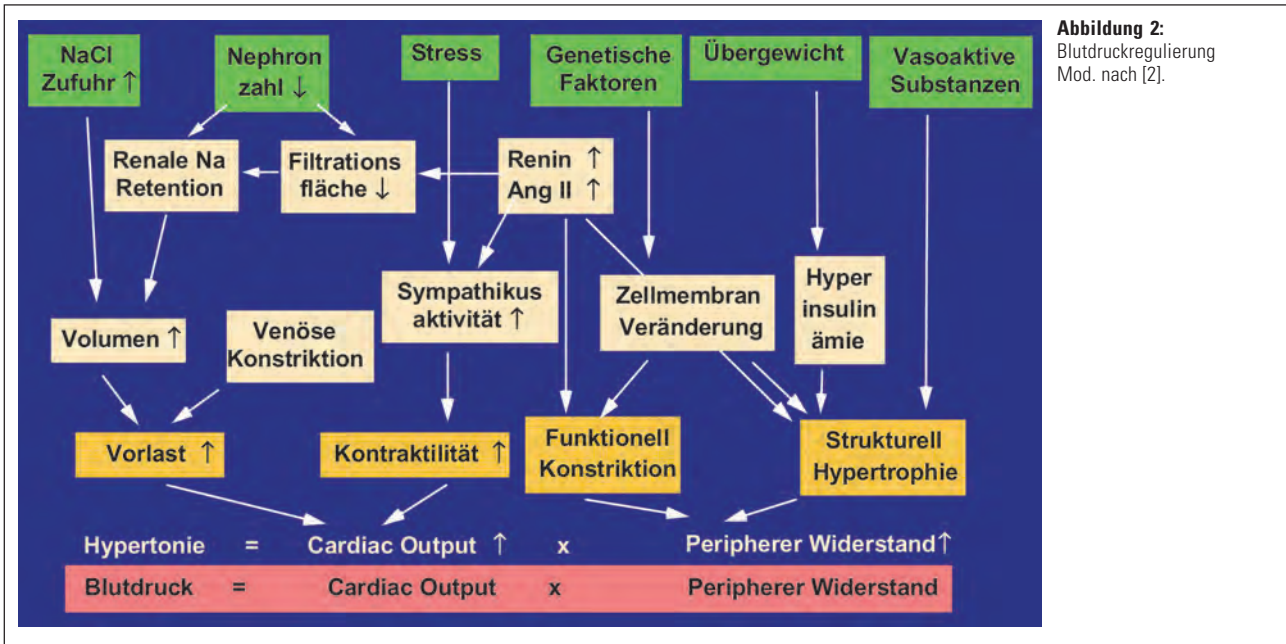 NaCl
Zufuhr ↑
Nephron
zahl ↓
Stress
Genetische
Faktoren
Übergewicht
Vasoaktive
Substanzen
Renale Na
Retention
Filtrations
fläche ↓
Renin ↑
Ang II ↑
Volumen ↑
Venöse
Konstriktion
Sympathikus
aktivität ↑
Zellmembran
Veränderung
Hyper
insulin
ämie
Vorlast ↑
Kontraktilität ↑
Funktionell
Konstriktion
Strukturell
Hypertrophie
Hypertonie = Cardiac Output ↑ x Peripherer Widerstand↑
Blutdruck = Cardiac Output x Peripherer Widerstand
Abbildung 2:
Blutdruckregulierung
Mod. nach [2].